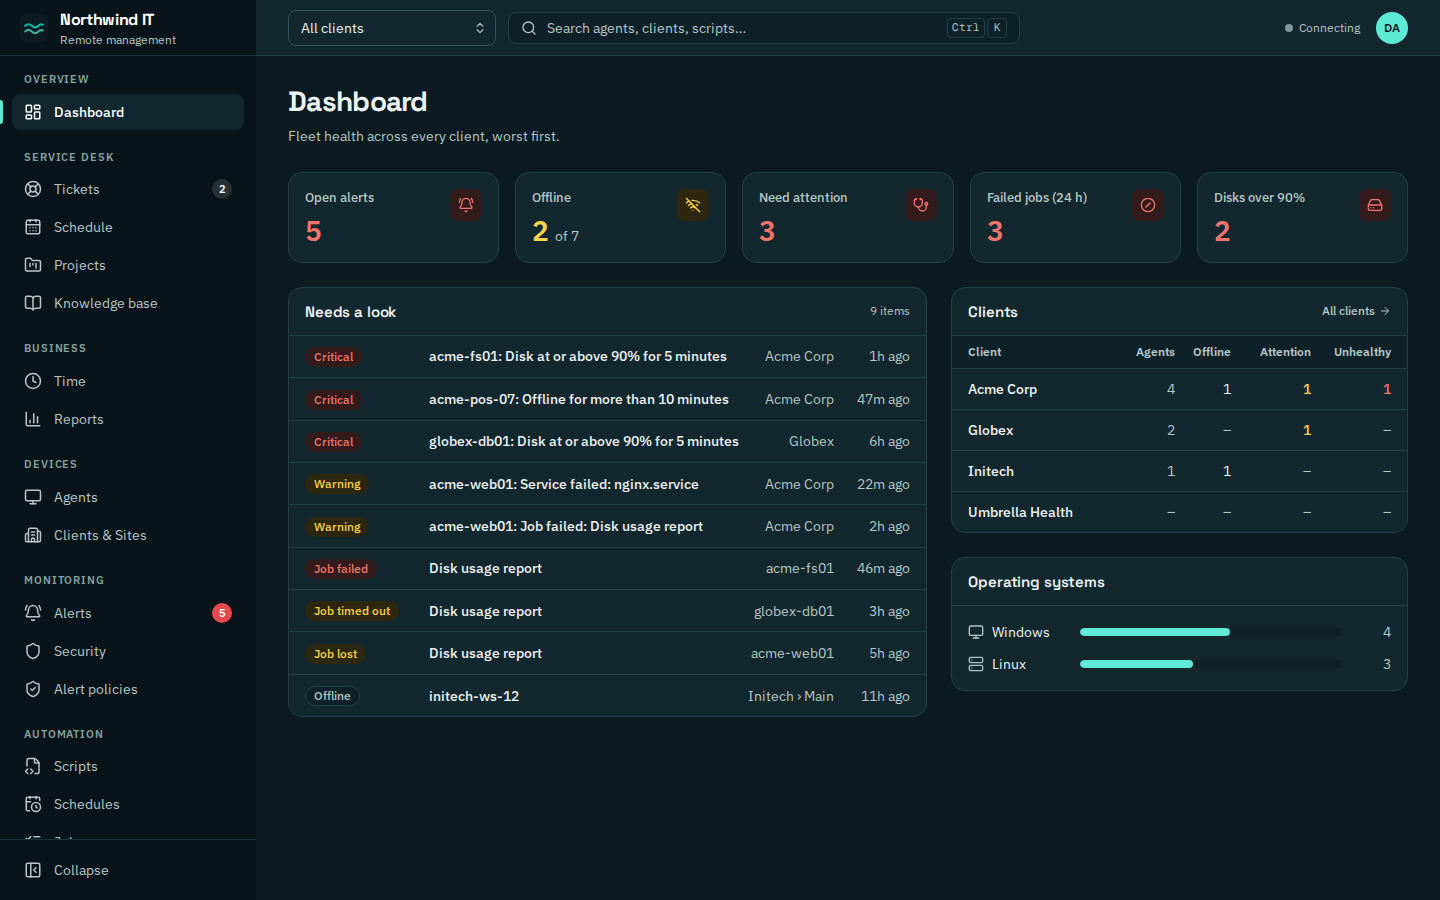 Northwind IT
Remote management
All clients
Search agents, clients, scripts...
Ctrl K
Connecting
DA
OVERVIEW
Dashboard
SERVICE DESK
Tickets 2
Schedule
Projects
Knowledge base
BUSINESS
Time
Reports
DEVICES
Agents
Clients & Sites
MONITORING
Alerts 5
Security
Alert policies
AUTOMATION
Scripts
Schedules
Collapse
Dashboard
Fleet health across every client, worst first.
Open alerts
5
Offline
2 of 7
Need attention
3
Failed jobs (24 h)
3
Disks over 90%
2
Needs a look 9 items
Critical acme-fs01: Disk at or above 90% for 5 minutes Acme Corp 1h ago
Critical acme-pos-07: Offline for more than 10 minutes Acme Corp 47m ago
Critical globex-db01: Disk at or above 90% for 5 minutes Globex 6h ago
Warning acme-web01: Service failed: nginx.service Acme Corp 22m ago
Warning acme-web01: Job failed: Disk usage report Acme Corp 2h ago
Job failed Disk usage report acme-fs01 46m ago
Job timed out Disk usage report globex-db01 3h ago
Job lost Disk usage report acme-web01 5h ago
Offline initech-ws-12 Initech › Main 11h ago
Clients All clients →
Client Agents Offline Attention Unhealthy
Acme Corp 4 1 1 1
Globex 2 – 1 –
Initech 1 1 – –
Umbrella Health – – – –
Operating systems
Windows 4
Linux 3